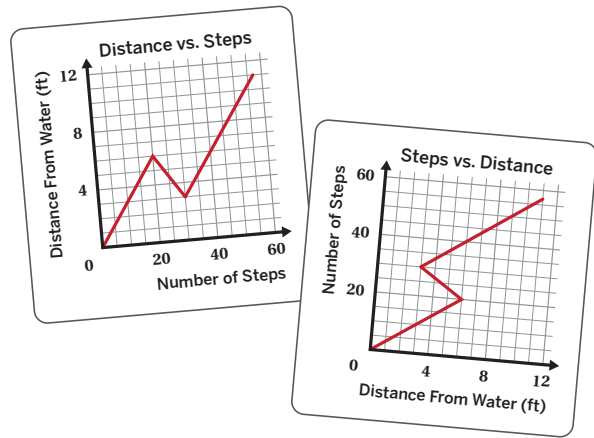 Distance vs. Steps
Distance From Water (ft)
12
8
4
0
20
40
60
Number of Steps
Steps vs. Distance
Number of Steps
60
40
20
0
4
8
12
Distance From Water (ft)